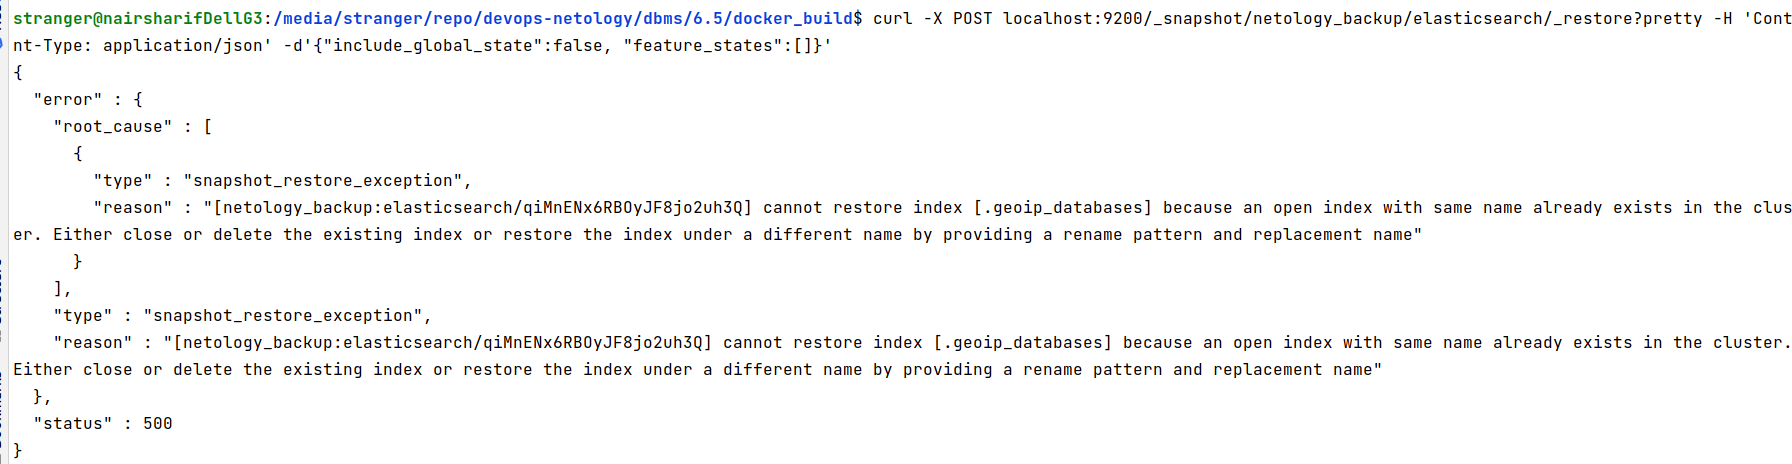 stranger@nairsharifDellG3:/media/stranger/repo/devops-netology/dbms/6.5/docker_build$ curl -X POST localhost:9200/_snapshot/netology_backup/elasticsearch/_restore?pretty -H 'Cont
nt-Type: application/json' -d'{"include_global_state":false, "feature_states":[]}'
{
  "error" : {
    "root_cause" : [
      {
        "type" : "snapshot_restore_exception",
        "reason" : "[netology_backup:elasticsearch/qiMnENx6RBOyJF8jo2uh3Q] cannot restore index [.geoip_databases] because an open index with same name already exists in the clus
er. Either close or delete the existing index or restore the index under a different name by providing a rename pattern and replacement name"
      }
    ],
    "type" : "snapshot_restore_exception",
    "reason" : "[netology_backup:elasticsearch/qiMnENx6RBOyJF8jo2uh3Q] cannot restore index [.geoip_databases] because an open index with same name already exists in the cluster.
Either close or delete the existing index or restore the index under a different name by providing a rename pattern and replacement name"
  },
  "status" : 500
}